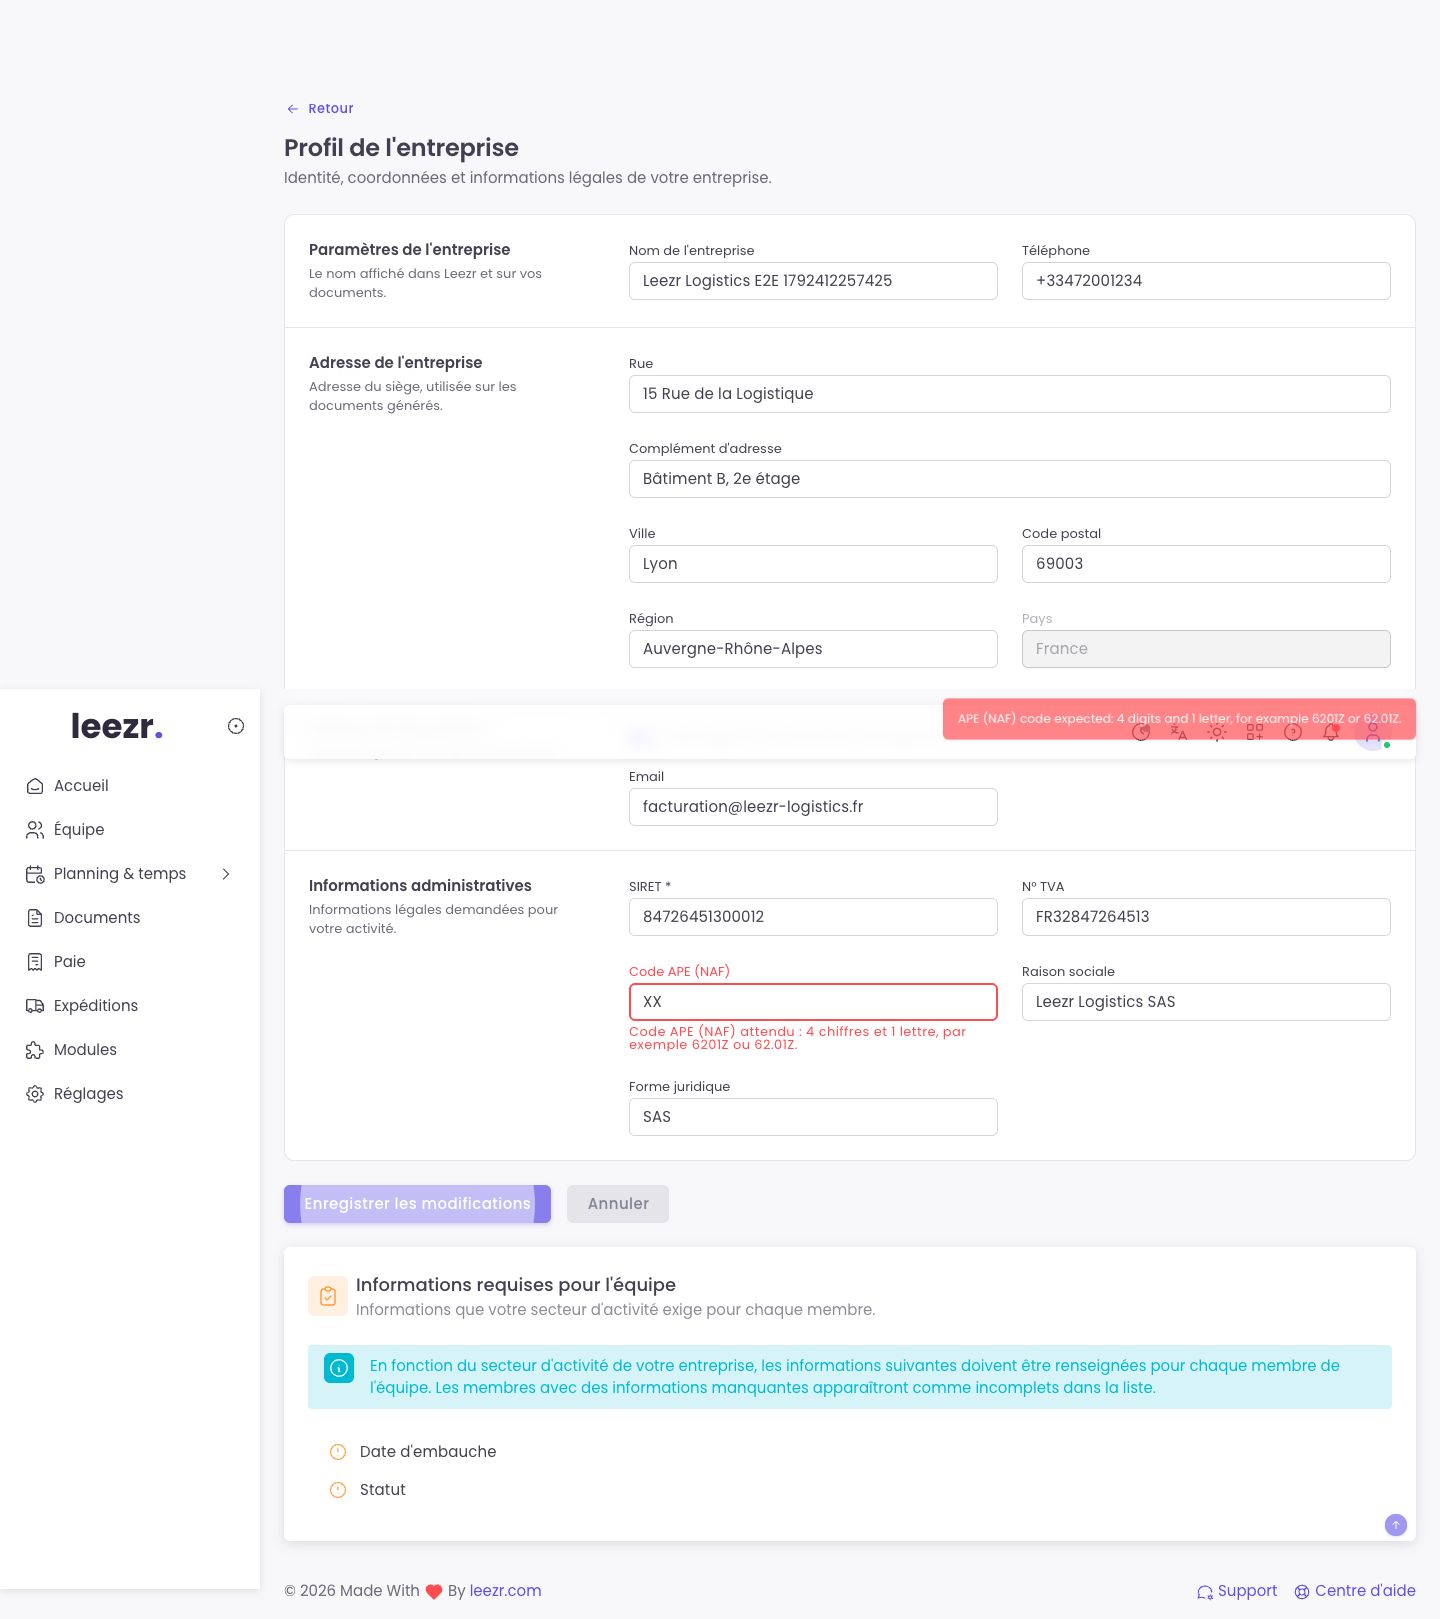 Retour
Profil de l'entreprise
Identité, coordonnées et informations légales de votre entreprise.
Paramètres de l'entreprise
Le nom affiché dans Leezr et sur vos
documents.
Nom de l'entreprise
Leezr Logistics E2E 1792412257425
Téléphone
+33472001234
Adresse de l'entreprise
Adresse du siège, utilisée sur les
documents générés.
Rue
15 Rue de la Logistique
Complément d'adresse
Bâtiment B, 2e étage
Ville
Lyon
Code postal
69003
Région
Auvergne-Rhône-Alpes
Pays
France
leezr.
Accueil
Équipe
Planning & temps
Documents
Paie
Expéditions
Modules
Réglages
APE (NAF) code expected: 4 digits and 1 letter, for example 6201Z or 62.01Z.
Email
facturation@leezr-logistics.fr
Informations administratives
Informations légales demandées pour
votre activité.
SIRET *
84726451300012
N° TVA
FR32847264513
Code APE (NAF)
XX
Code APE (NAF) attendu : 4 chiffres et 1 lettre, par
exemple 6201Z ou 62.01Z.
Raison sociale
Leezr Logistics SAS
Forme juridique
SAS
Enregistrer les modifications
Annuler
Informations requises pour l'équipe
Informations que votre secteur d'activité exige pour chaque membre.
En fonction du secteur d'activité de votre entreprise, les informations suivantes doivent être renseignées pour chaque membre de
l'équipe. Les membres avec des informations manquantes apparaîtront comme incomplets dans la liste.
Date d'embauche
Statut
© 2026 Made With By leezr.com
Support
Centre d'aide